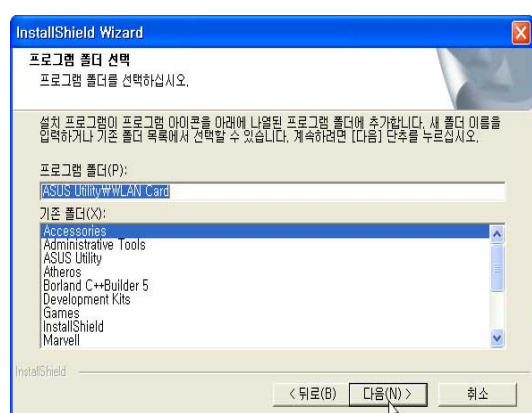 InstallShield Wizard
프로그램 폴더 선택
프로그램 폴더를 선택하십시오.
설치 프로그램이 프로그램 아이콘을 아래에 나열된 프로그램 폴더에 추가합니다. 새 폴더 이름을
입력하거나 기존 폴더 목록에서 선택할 수 있습니다. 계속하려면 [다음] 단추를 누르십시오.
프로그램 폴더(P):
ASUS Utility₩WLAN Card
기존 폴더(X):
Accessories
Administrative Tools
ASUS Utility
Atheros
Borland C++Builder 5
Development Kits
Games
InstallShield
Marvell
InstallShield
< 뒤로(B)
다음(N) >
취소